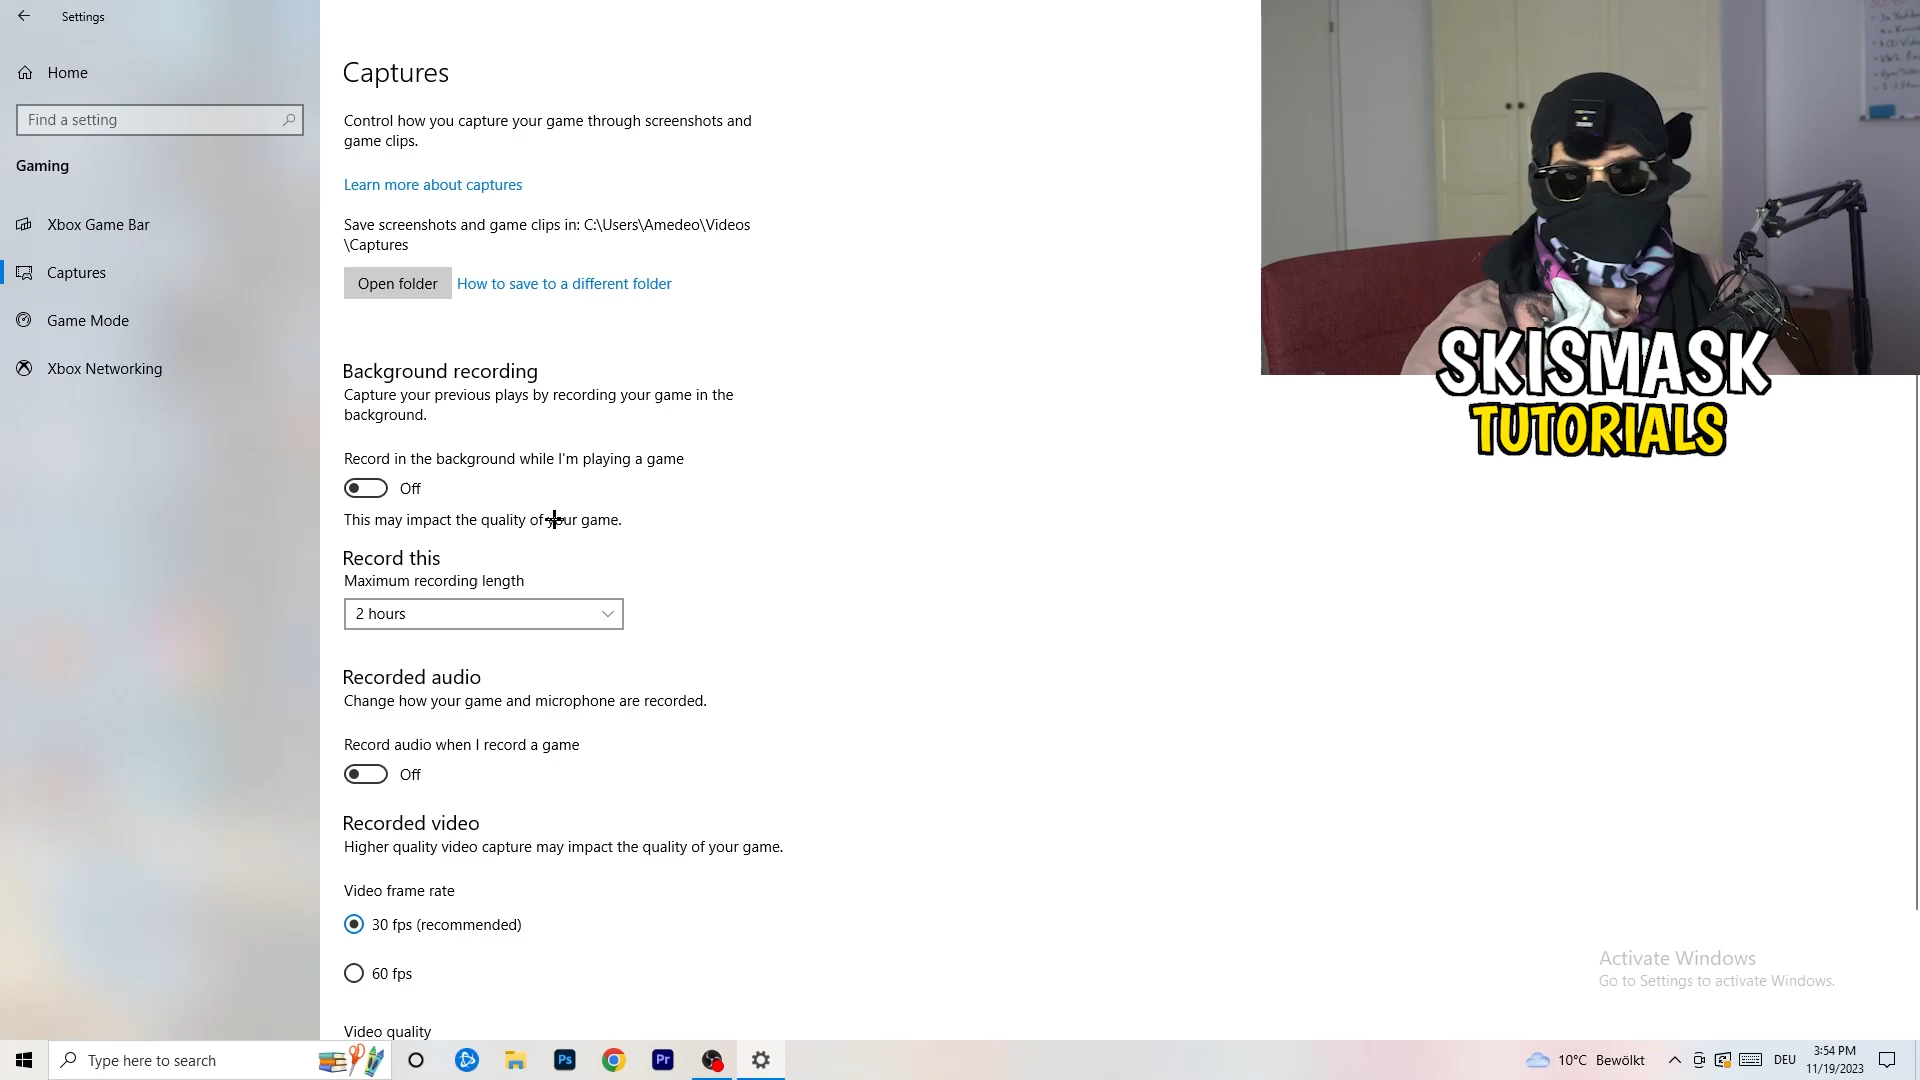 Settings
Home
Find a setting
Gaming
Xbox Game Bar
Captures
Game Mode
Xbox Networking
Captures
Control how you capture your game through screenshots and
game clips.
Learn more about captures
Save screenshots and game clips in: C:\Users\Amedeo\Videos
\Captures
Open folder
How to save to a different folder
Background recording
Capture your previous plays by recording your game in the
background.
Record in the background while I'm playing a game
Off
This may impact the quality of your game.
Record this
Maximum recording length
2 hours
Recorded audio
Change how your game and microphone are recorded.
Record audio when I record a game
Off
Recorded video
Higher quality video capture may impact the quality of your game.
Video frame rate
30 fps (recommended)
60 fps
Video quality
SKISMASK
TUTORIALS
Activate Windows
Go to Settings to activate Windows.
Type here to search
Ps
Pr
10°C Bewölkt
DEU
3:54 PM
11/19/2023